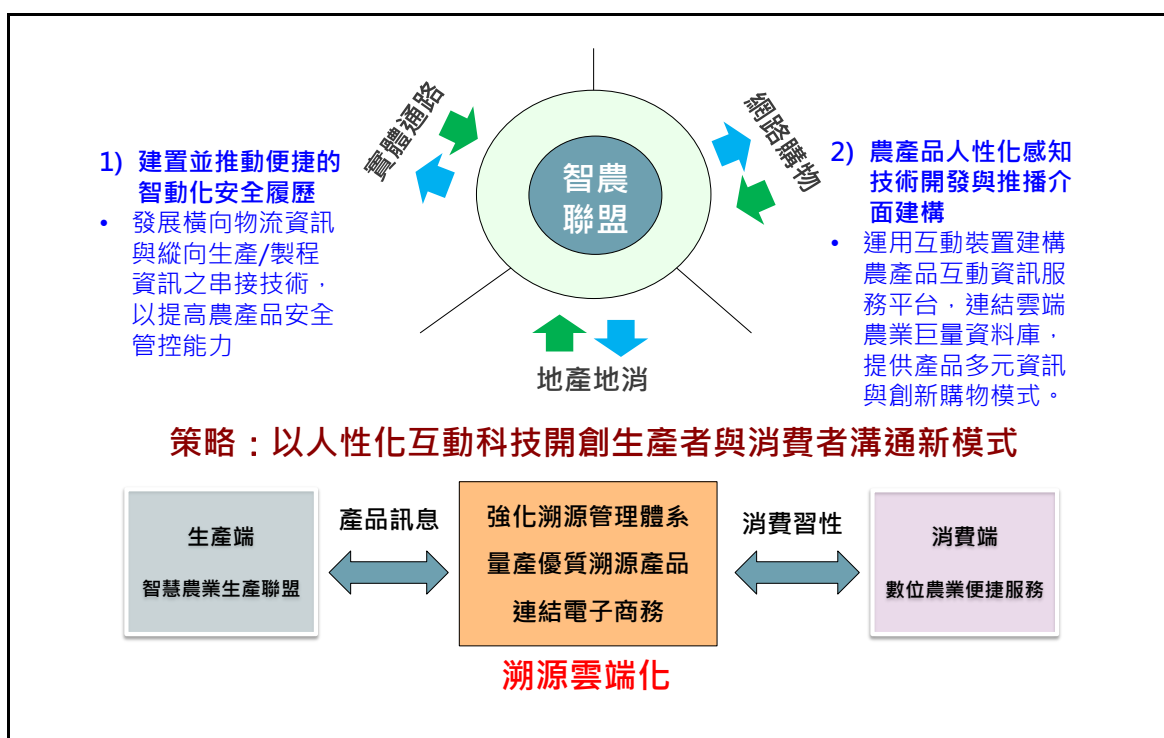 實體通路
網路購物
智農
聯盟
1) 建置並推動便捷的
智動化安全履歷
• 發展橫向物流資訊
與縱向生產/製程
資訊之串接技術，
以提高農產品安全
管控能力
2) 農產品人性化感知
技術開發與推播介
面建構
• 運用互動裝置建構
農產品互動資訊服
務平台，連結雲端
農業巨量資料庫，
提供產品多元資訊
與創新購物模式。
地產地消
策略：以人性化互動科技開創生產者與消費者溝通新模式
生產端
智慧農業生產聯盟
產品訊息
強化溯源管理體系
量產優質溯源產品
連結電子商務
消費習性
消費端
數位農業便捷服務
溯源雲端化